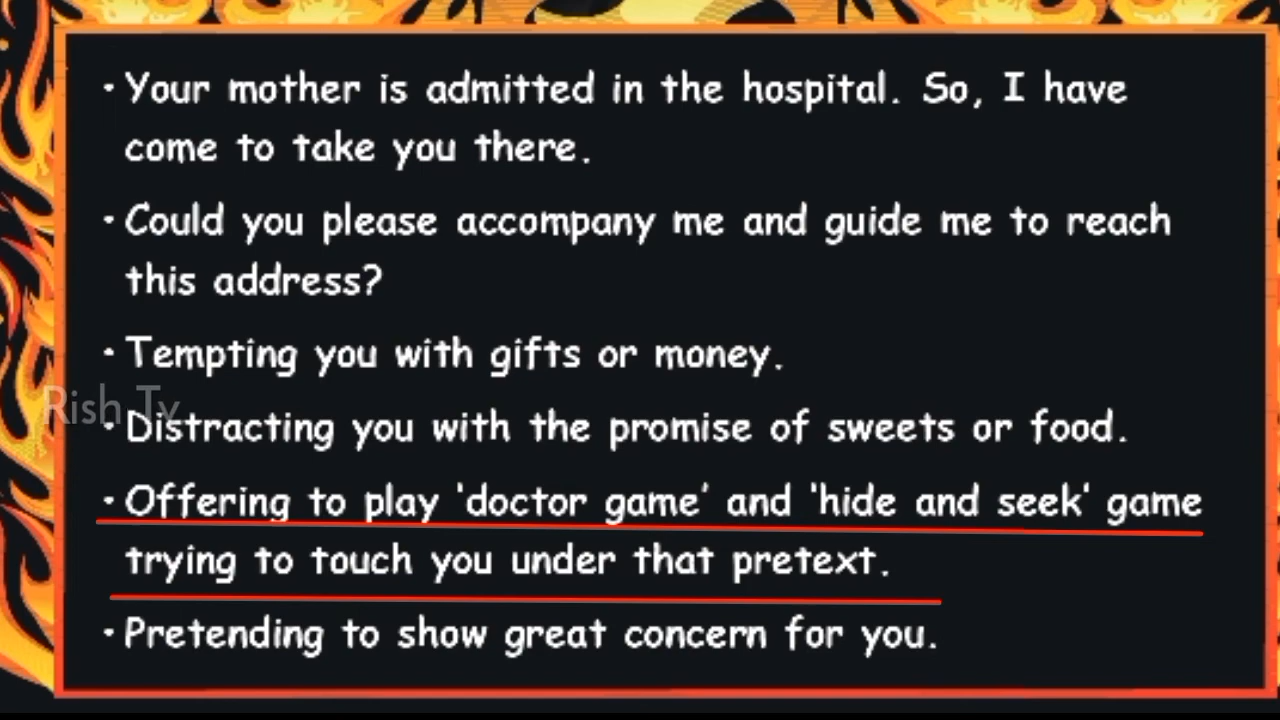 • Your mother is admitted in the hospital. So, I have
come to take you there.
• Could you please accompany me and guide me to reach
this address?
• Tempting you with gifts or money.
Rish Tv
• Distracting you with the promise of sweets or food.
• Offering to play 'doctor game' and 'hide and seek' game
trying to touch you under that pretext.
• Pretending to show great concern for you.